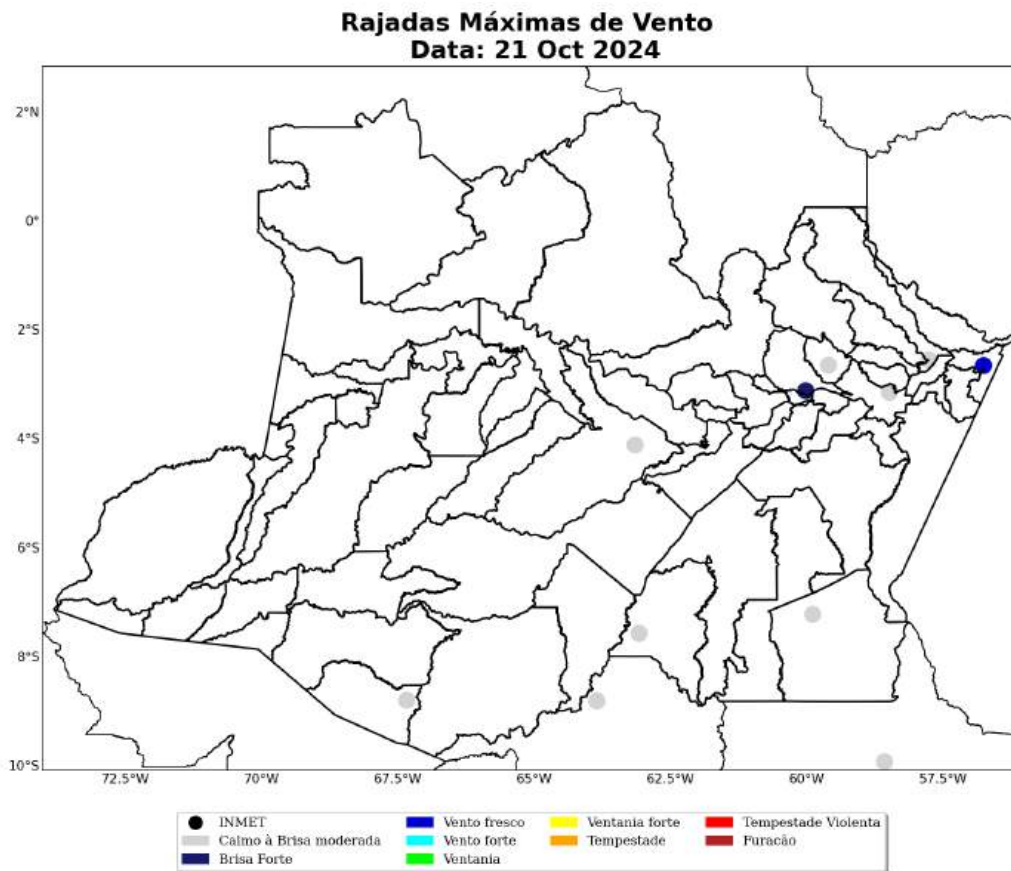 Rajadas Máximas de Vento
Data: 21 Oct 2024
2°N
0°
2°S
4°S
6°S
8°S
10°S
72.5°W 70°W 67.5°W 65°W 62.5°W 60°W 57.5°W
INMET
Calmo à Brisa moderada
Brisa Forte
Vento fresco
Vento forte
Ventania
Ventania forte
Tempestade
Tempestade Violenta
Furacão